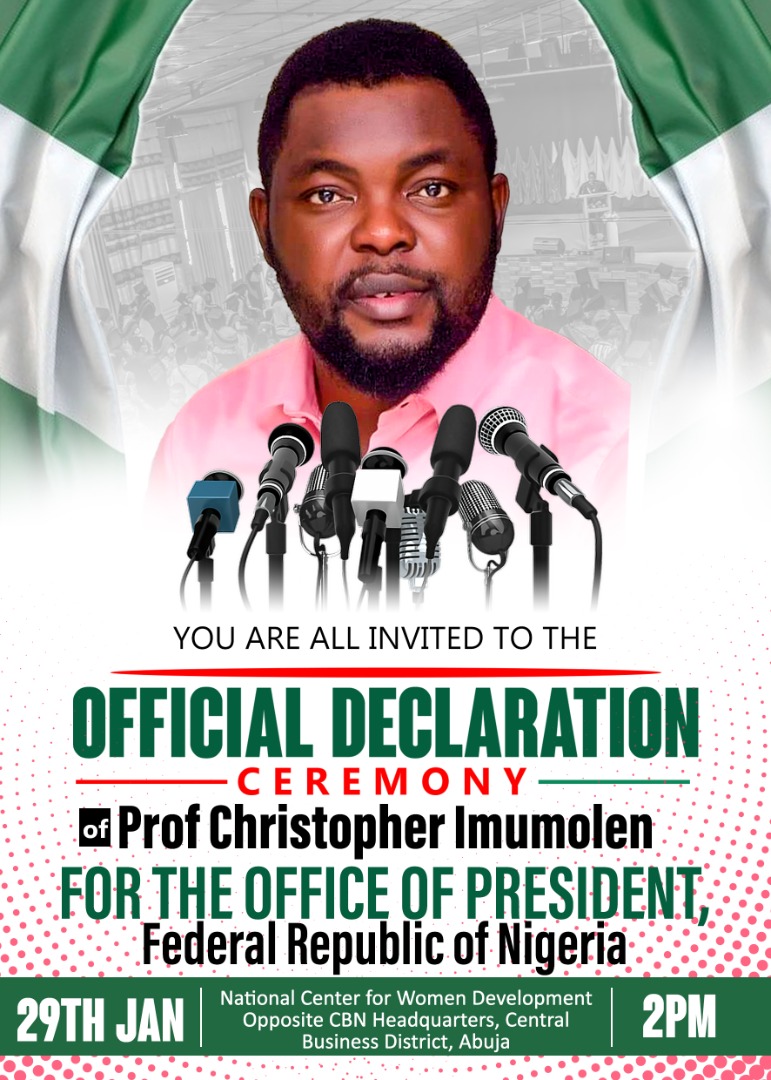 YOU ARE ALL INVITED TO THE
OFFICIAL DECLARATION
CEREMONY
of Prof Christopher Imumolen
FOR THE OFFICE OF PRESIDENT,
Federal Republic of Nigeria
29TH JAN
National Center for Women Development
Opposite CBN Headquarters, Central
Business District, Abuja
2PM